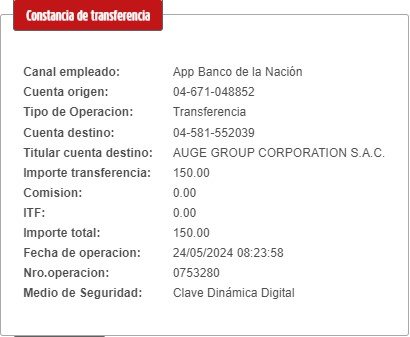 Constancia de transferencia
Canal empleado: App Banco de la Nación
Cuenta origen: 04-671-048852
Tipo de Operacion: Transferencia
Cuenta destino: 04-581-552039
Titular cuenta destino: AUGE GROUP CORPORATION S.A.C.
Importe transferencia: 150.00
Comision: 0.00
ITF: 0.00
Importe total: 150.00
Fecha de operacion: 24/05/2024 08:23:58
Nro.operacion: 0753280
Medio de Seguridad: Clave Dinámica Digital